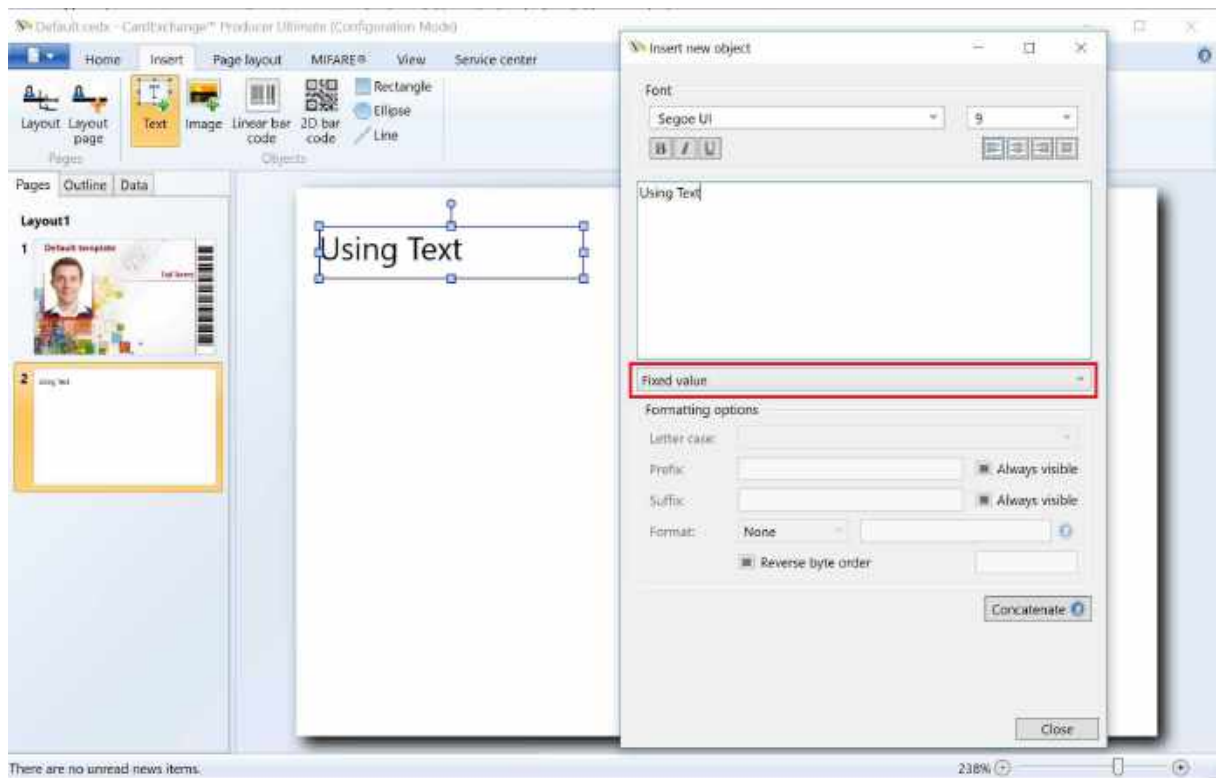 Default.cedx - CardExchange™ Producer Ultimate (Configuration Mode)
Home Insert Page layout MIFARE® View Service center
Layout
Layout page
Text
Image
Linear bar code
2D bar code
Rectangle
Ellipse
Line
Pages
Objects
Pages Outline Data
Layout1
1
Default template
Full Name
2
Using Text
Using Text
Insert new object
Font
Segoe UI 9
B I U
Using Text
Fixed value
Formatting options
Letter case:
Prefix: Always visible
Suffix: Always visible
Format: None
Reverse byte order
Concatenate
Close
There are no unread news items.
238%